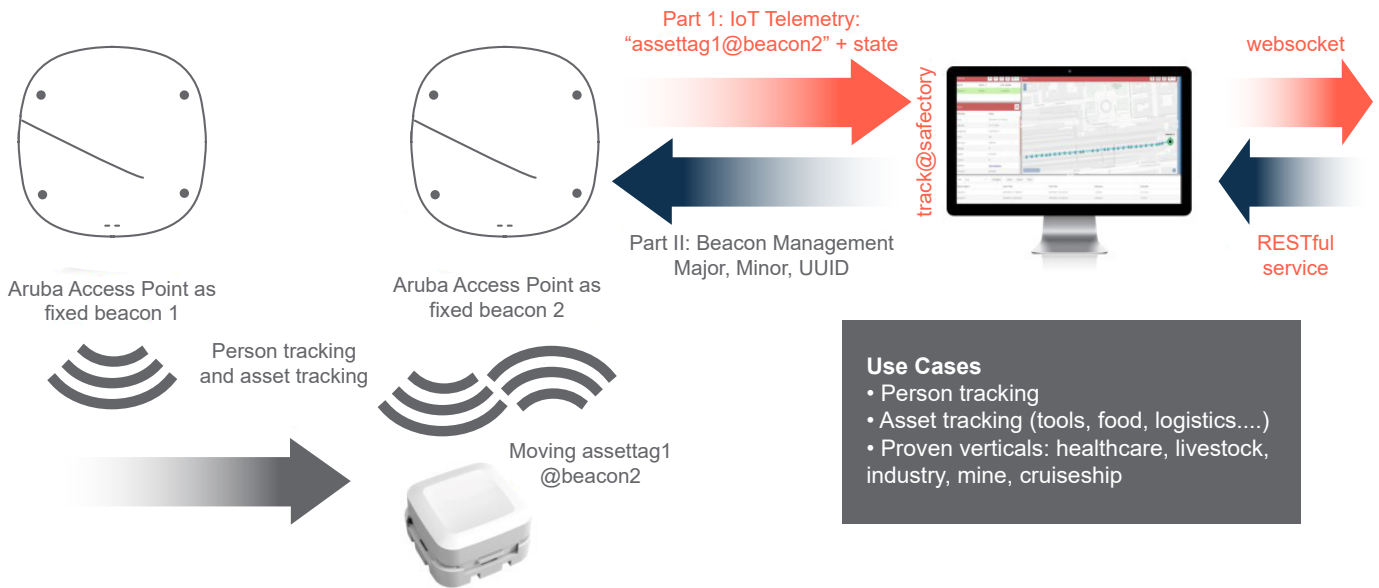 Part 1: IoT Telemetry:
“assettag1@beacon2” + state
websocket
track@safectory
Part II: Beacon Management
Major, Minor, UUID
RESTful
service
Aruba Access Point as
fixed beacon 1
Aruba Access Point as
fixed beacon 2
Person tracking
and asset tracking
Moving assettag1
@beacon2
Use Cases
• Person tracking
• Asset tracking (tools, food, logistics....)
• Proven verticals: healthcare, livestock,
industry, mine, cruiseship